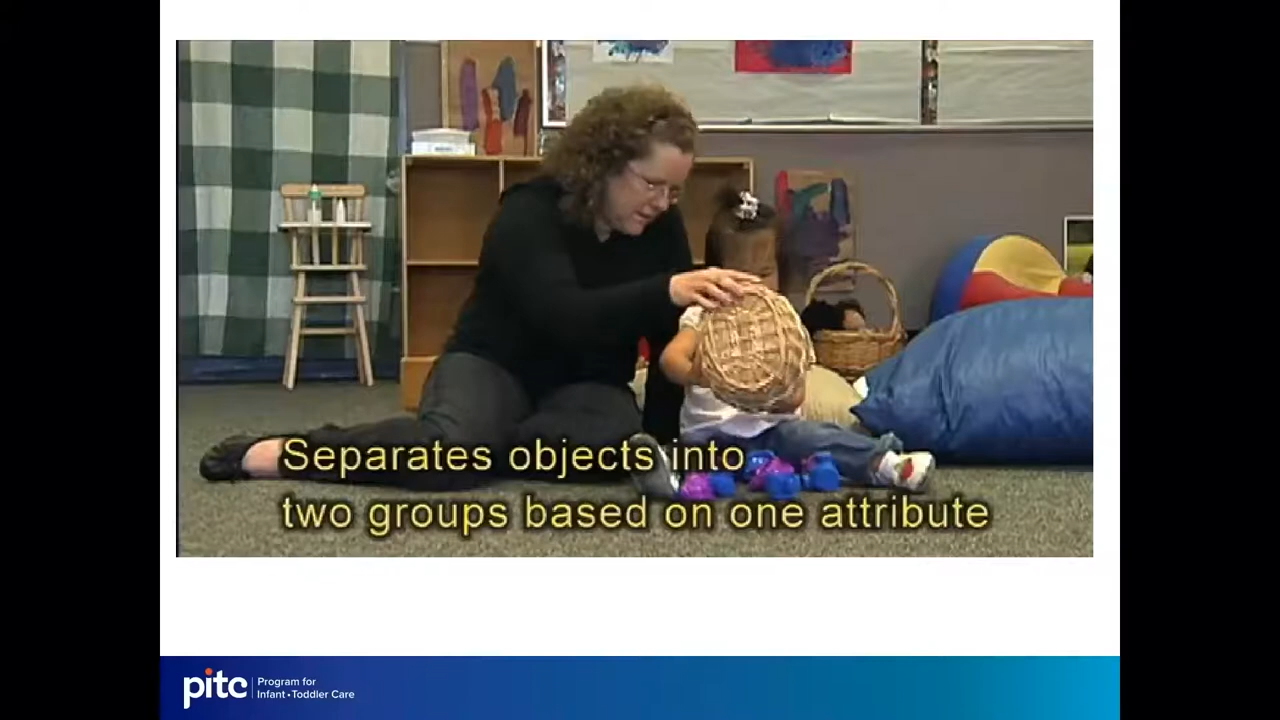 Separates objects into
two groups based on one attribute
pitc
Program for
Infant•Toddler Care